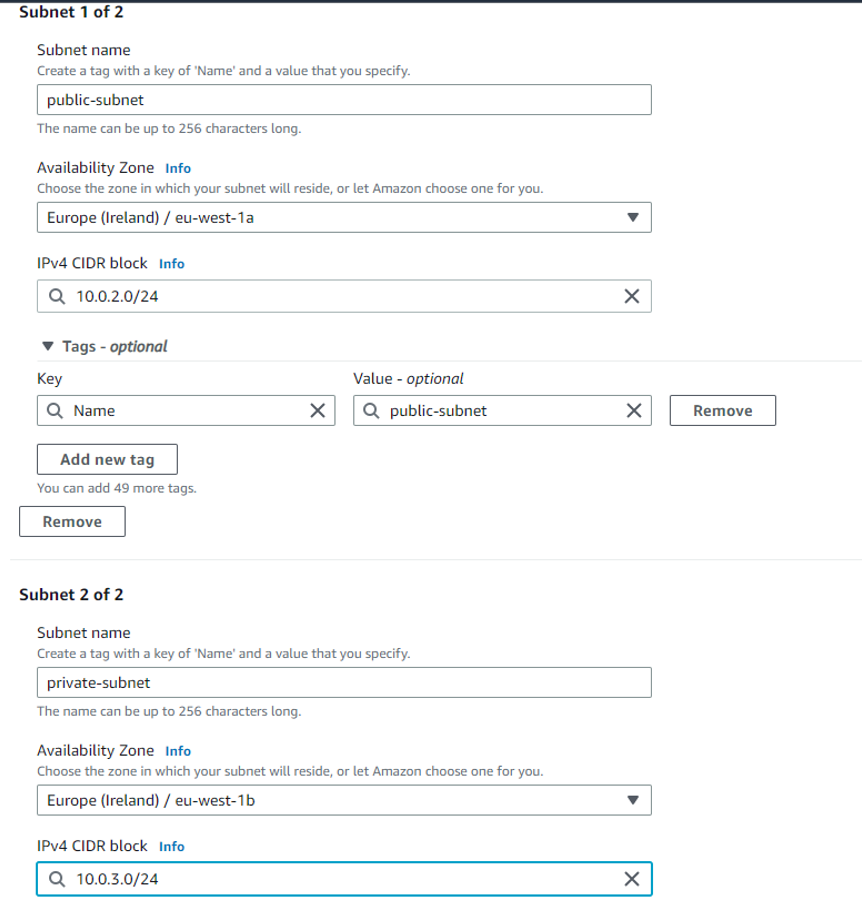 Subnet 1 of 2
Subnet name
Create a tag with a key of 'Name' and a value that you specify.
public-subnet
The name can be up to 256 characters long.
Availability Zone Info
Choose the zone in which your subnet will reside, or let Amazon choose one for you.
Europe (Ireland) / eu-west-1a
IPv4 CIDR block Info
10.0.2.0/24
Tags - optional
Key Value - optional
Name public-subnet Remove
Add new tag
You can add 49 more tags.
Remove
Subnet 2 of 2
Subnet name
Create a tag with a key of 'Name' and a value that you specify.
private-subnet
The name can be up to 256 characters long.
Availability Zone Info
Choose the zone in which your subnet will reside, or let Amazon choose one for you.
Europe (Ireland) / eu-west-1b
IPv4 CIDR block Info
10.0.3.0/24